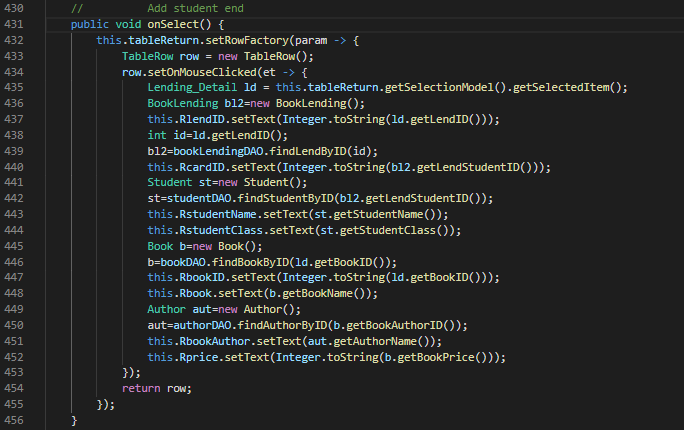 430 //          Add student end
431     public void onSelect() {
432         this.tableReturn.setRowFactory(param -> {
433             TableRow row = new TableRow();
434             row.setOnMouseClicked(et -> {
435                 Lending_Detail ld = this.tableReturn.getSelectionModel().getSelectedItem();
436                 BookLending bl2=new BookLending();
437                 this.RlendID.setText(Integer.toString(ld.getLendID()));
438                 int id=ld.getLendID();
439                 bl2=bookLendingDAO.findLendByID(id);
440                 this.RcardID.setText(Integer.toString(bl2.getLendStudentID()));
441                 Student st=new Student();
442                 st=studentDAO.findStudentByID(bl2.getLendStudentID());
443                 this.RstudentName.setText(st.getStudentName());
444                 this.RstudentClass.setText(st.getStudentClass());
445                 Book b=new Book();
446                 b=bookDAO.findBookByID(ld.getBookID());
447                 this.RbookID.setText(Integer.toString(ld.getBookID()));
448                 this.Rbook.setText(b.getBookName());
449                 Author aut=new Author();
450                 aut=authorDAO.findAuthorByID(b.getBookAuthorID());
451                 this.RbookAuthor.setText(aut.getAuthorName());
452                 this.Rprice.setText(Integer.toString(b.getBookPrice()));
453             });
454             return row;
455         });
456     }